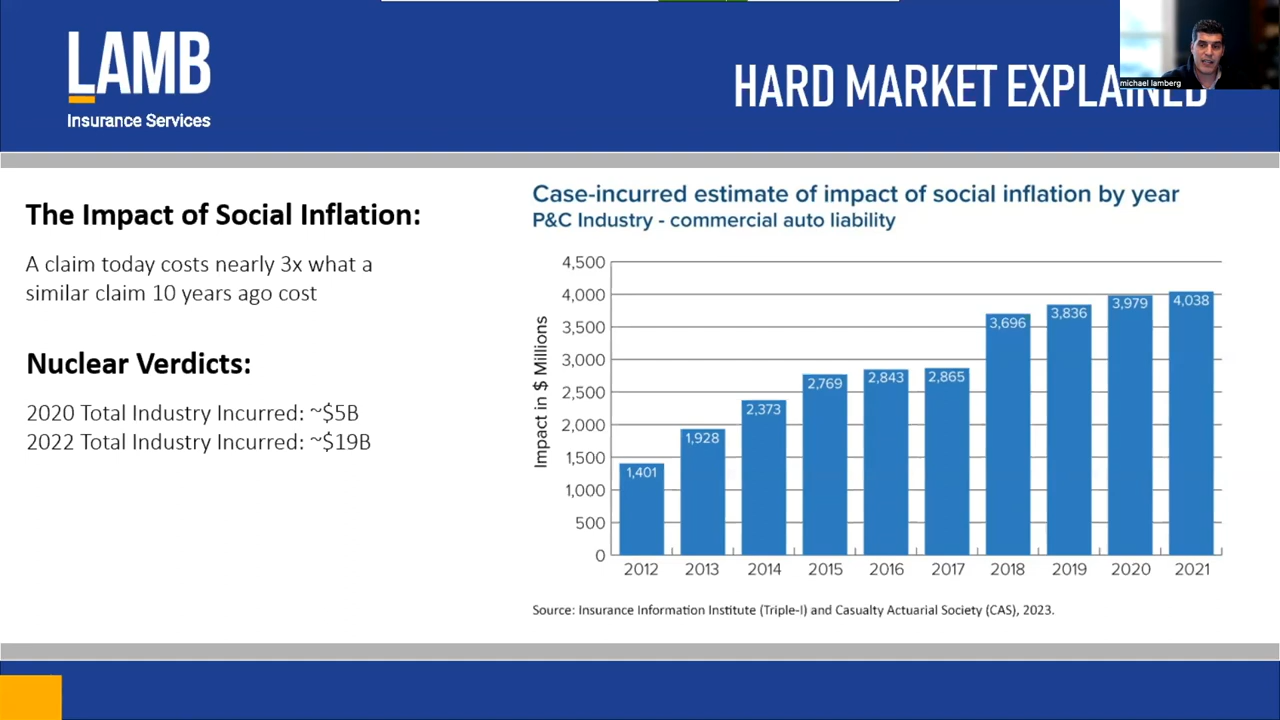 LAMB
Insurance Services
HARD MARKET EXPLAINED
michael lamberg
The Impact of Social Inflation:
A claim today costs nearly 3x what a
similar claim 10 years ago cost
Nuclear Verdicts:
2020 Total Industry Incurred: ~$5B
2022 Total Industry Incurred: ~$19B
Case-incurred estimate of impact of social inflation by year
P&C Industry - commercial auto liability
Impact in $ Millions
4,500
4,000
3,500
3,000
2,500
2,000
1,500
1,000
500
0
1,401
1,928
2,373
2,769
2,843
2,865
3,696
3,836
3,979
4,038
2012 2013 2014 2015 2016 2017 2018 2019 2020 2021
Source: Insurance Information Institute (Triple-I) and Casualty Actuarial Society (CAS), 2023.